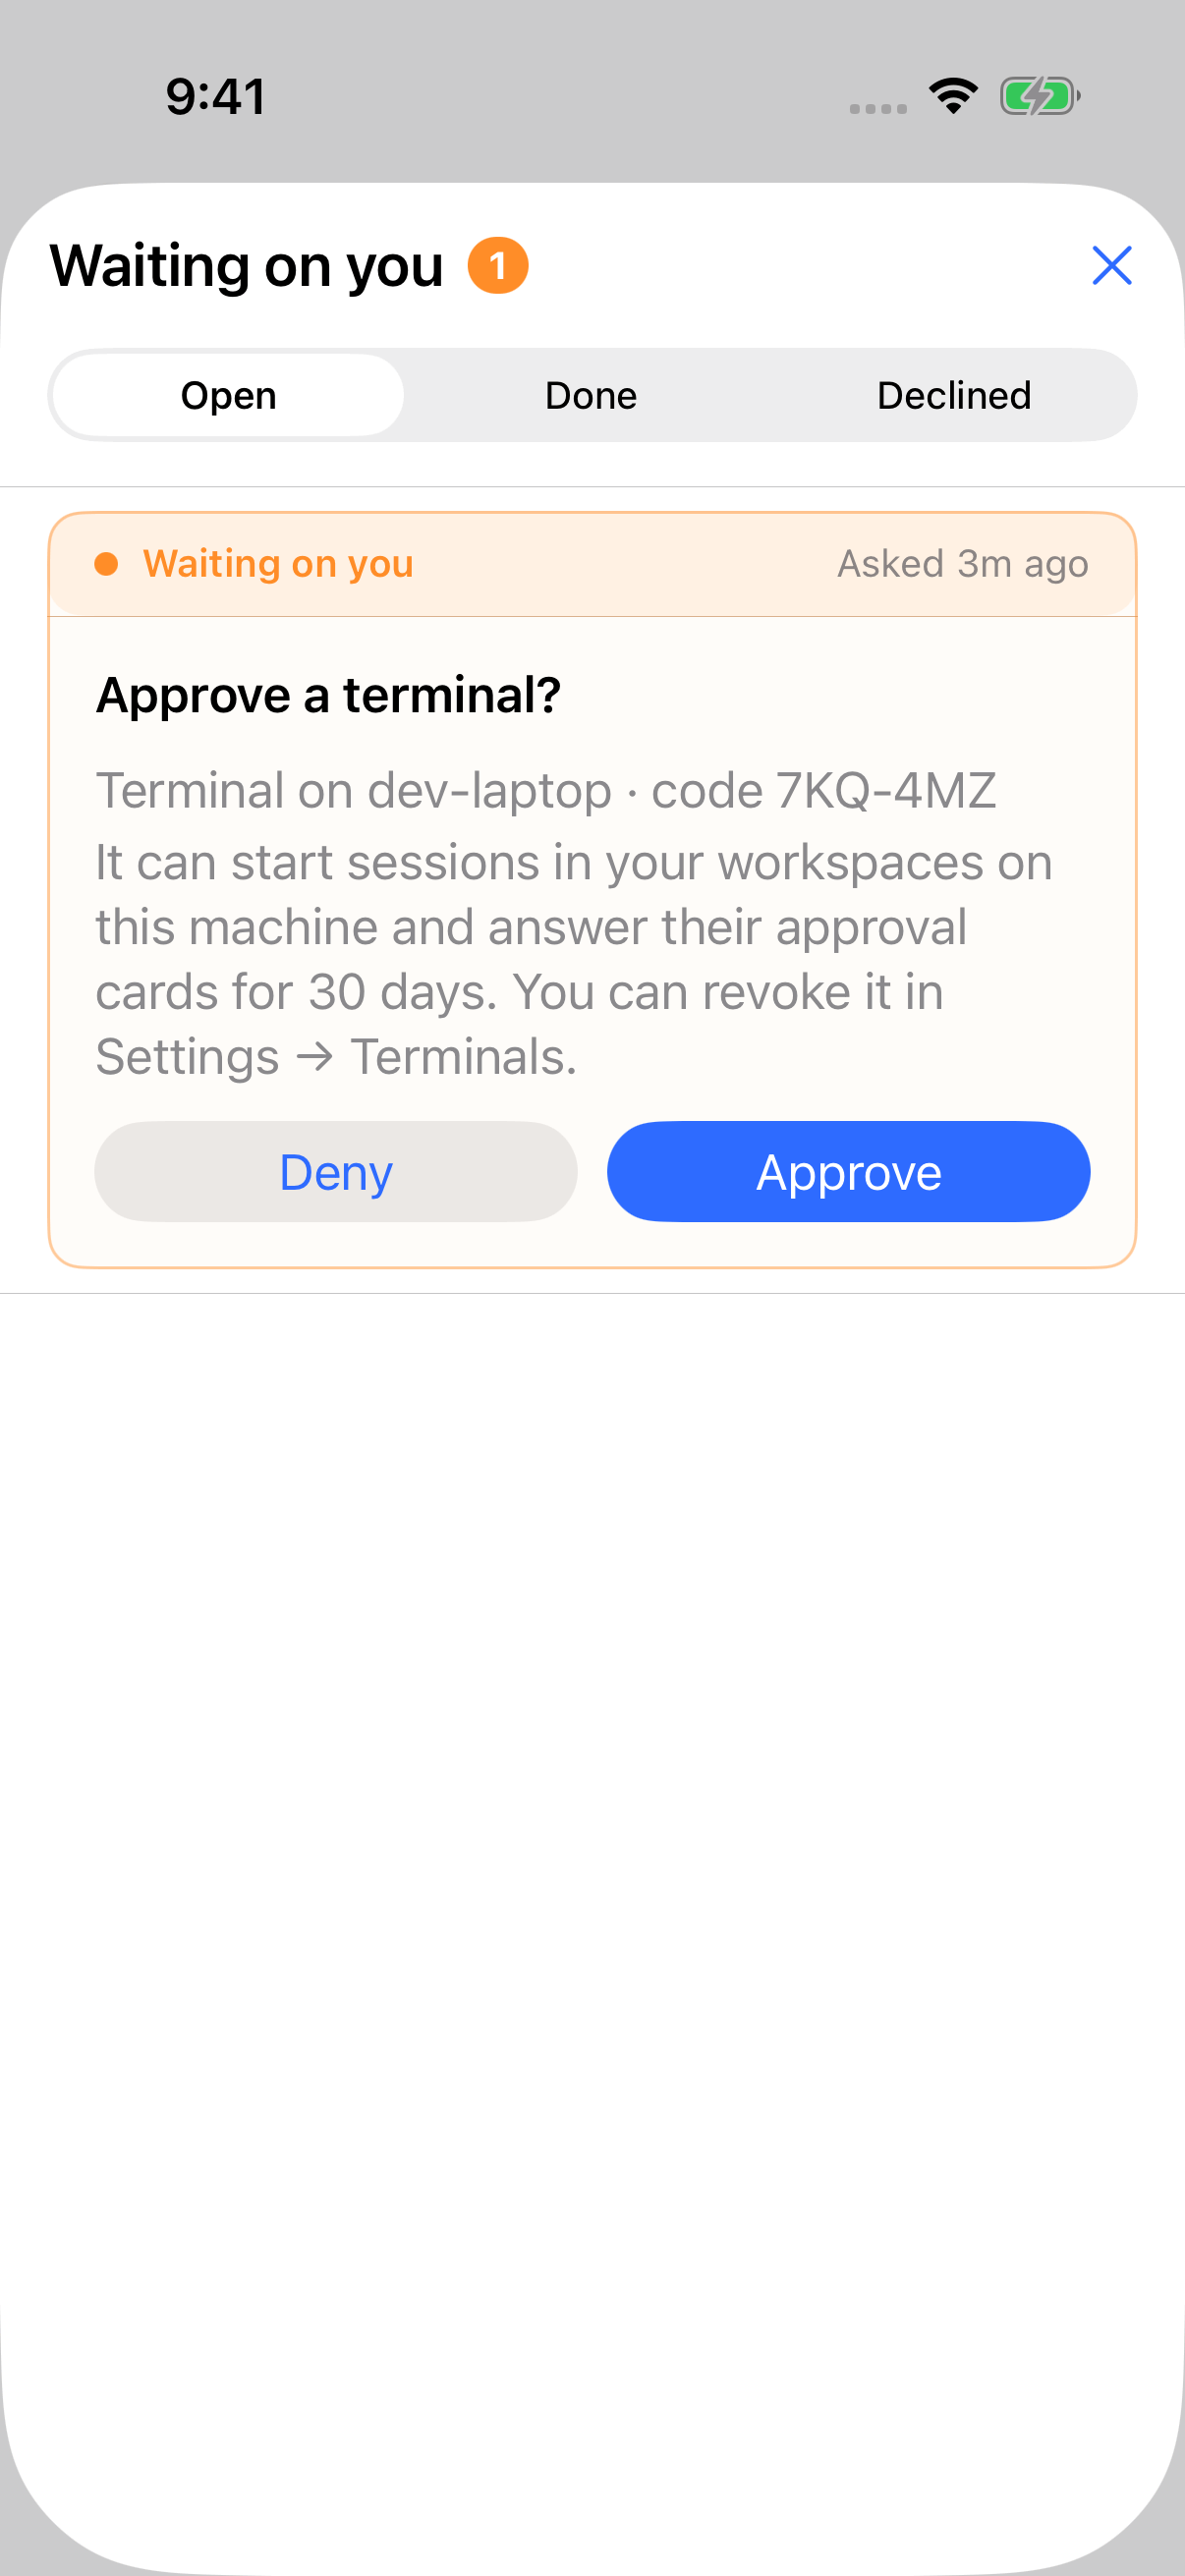 9:41
Waiting on you 1
Open Done Declined
Waiting on you Asked 3m ago
Approve a terminal?
Terminal on dev-laptop · code 7KQ-4MZ
It can start sessions in your workspaces on
this machine and answer their approval
cards for 30 days. You can revoke it in
Settings → Terminals.
Deny Approve